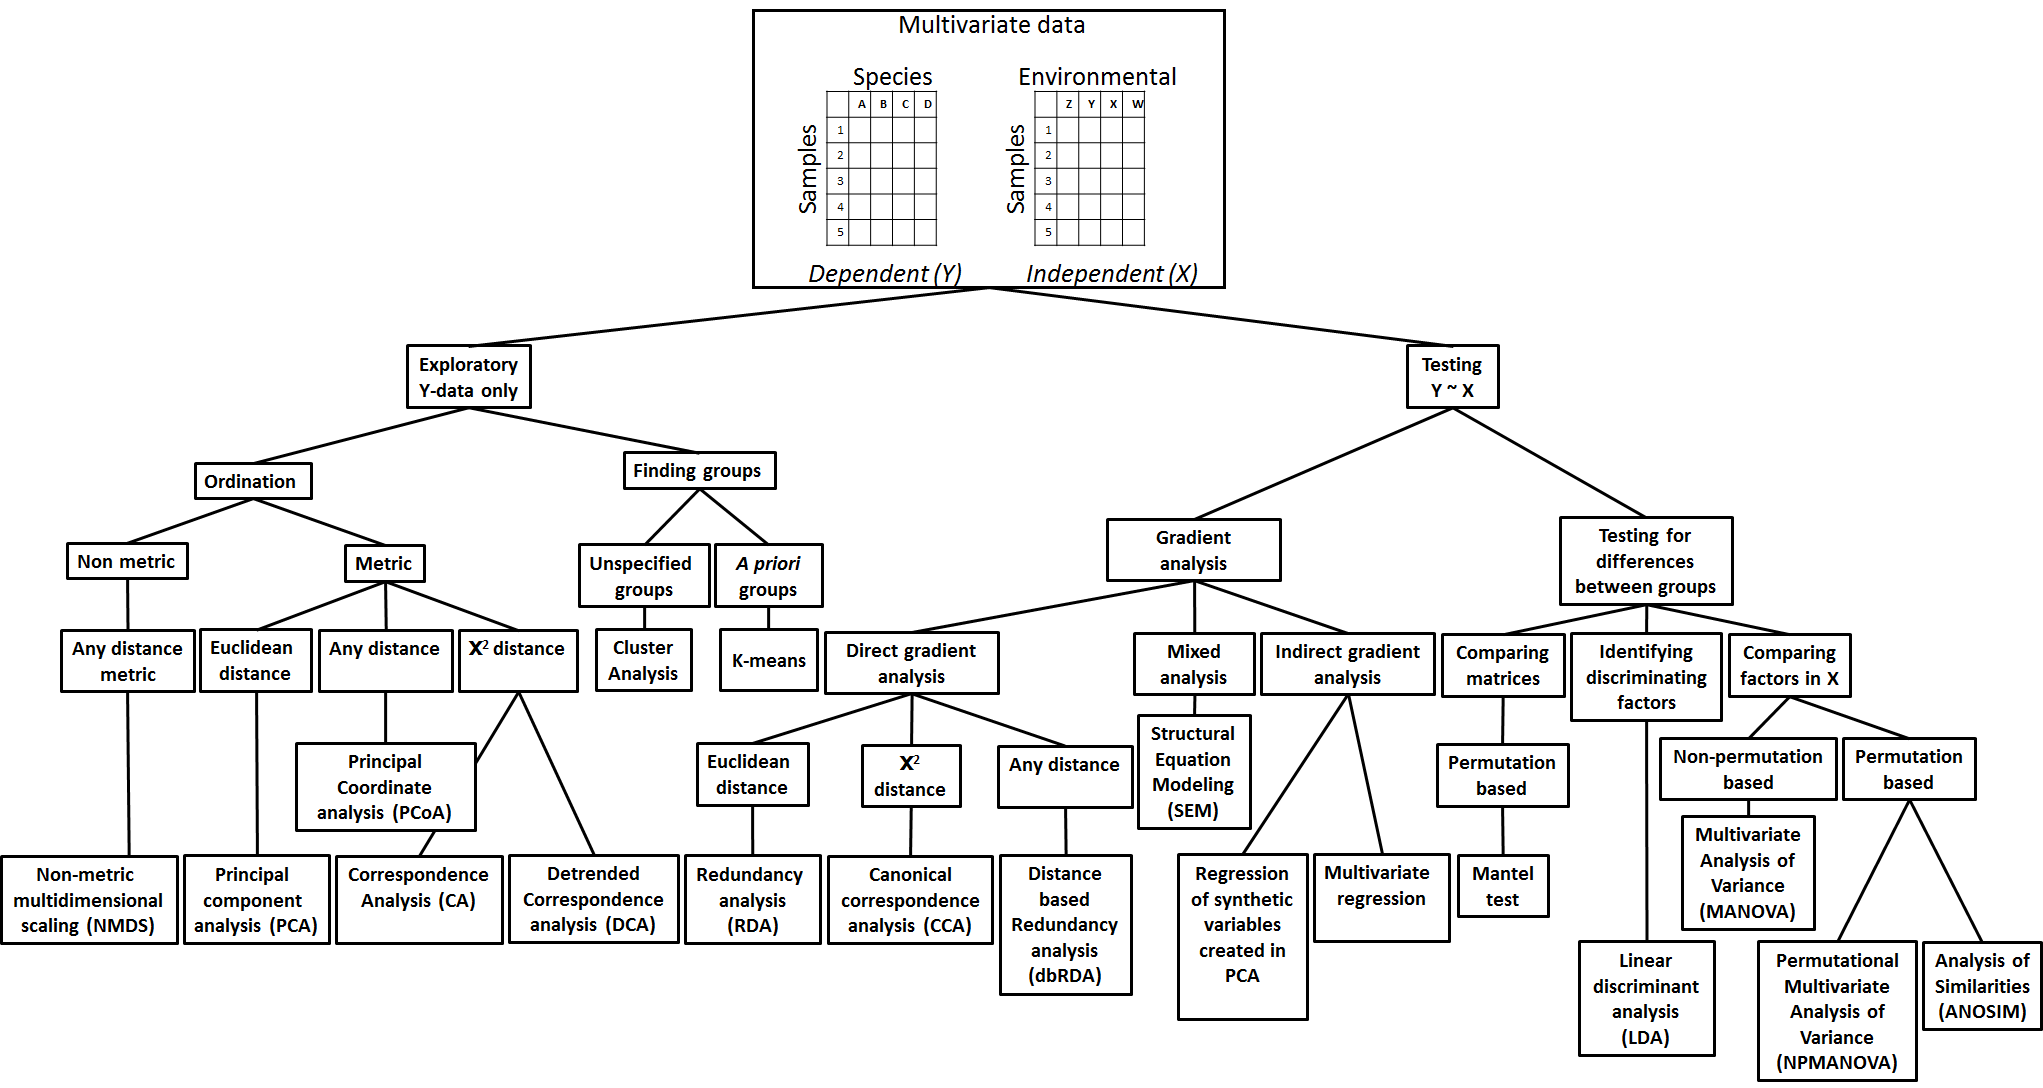 Multivariate data
Species
Environmental
Samples
A B C D
1
2
3
4
5
Samples
Z Y X W
1
2
3
4
5
Dependent (Y)
Independent (X)
Exploratory
Y-data only
Testing
Y ~ X
Ordination
Finding groups
Gradient
analysis
Testing for
differences
between groups
Non metric
Metric
Unspecified
groups
A priori
groups
Any distance
metric
Euclidean
distance
Any distance
X² distance
Cluster
Analysis
K-means
Direct gradient
analysis
Mixed
analysis
Indirect gradient
analysis
Comparing
matrices
Identifying
discriminating
factors
Comparing
factors in X
Principal
Coordinate
analysis (PCoA)
Euclidean
distance
X²
distance
Any distance
Structural
Equation
Modeling
(SEM)
Permutation
based
Non-permutation
based
Permutation
based
Non-metric
multidimensional
scaling (NMDS)
Principal
component
analysis (PCA)
Correspondence
Analysis (CA)
Detrended
Correspondence
analysis (DCA)
Redundancy
analysis
(RDA)
Canonical
correspondence
analysis (CCA)
Distance
based
Redundancy
analysis
(dbRDA)
Regression
of synthetic
variables
created in
PCA
Multivariate
regression
Mantel
test
Multivariate
Analysis of
Variance
(MANOVA)
Linear
discriminant
analysis
(LDA)
Permutational
Multivariate
Analysis of
Variance
(NPMANOVA)
Analysis of
Similarities
(ANOSIM)